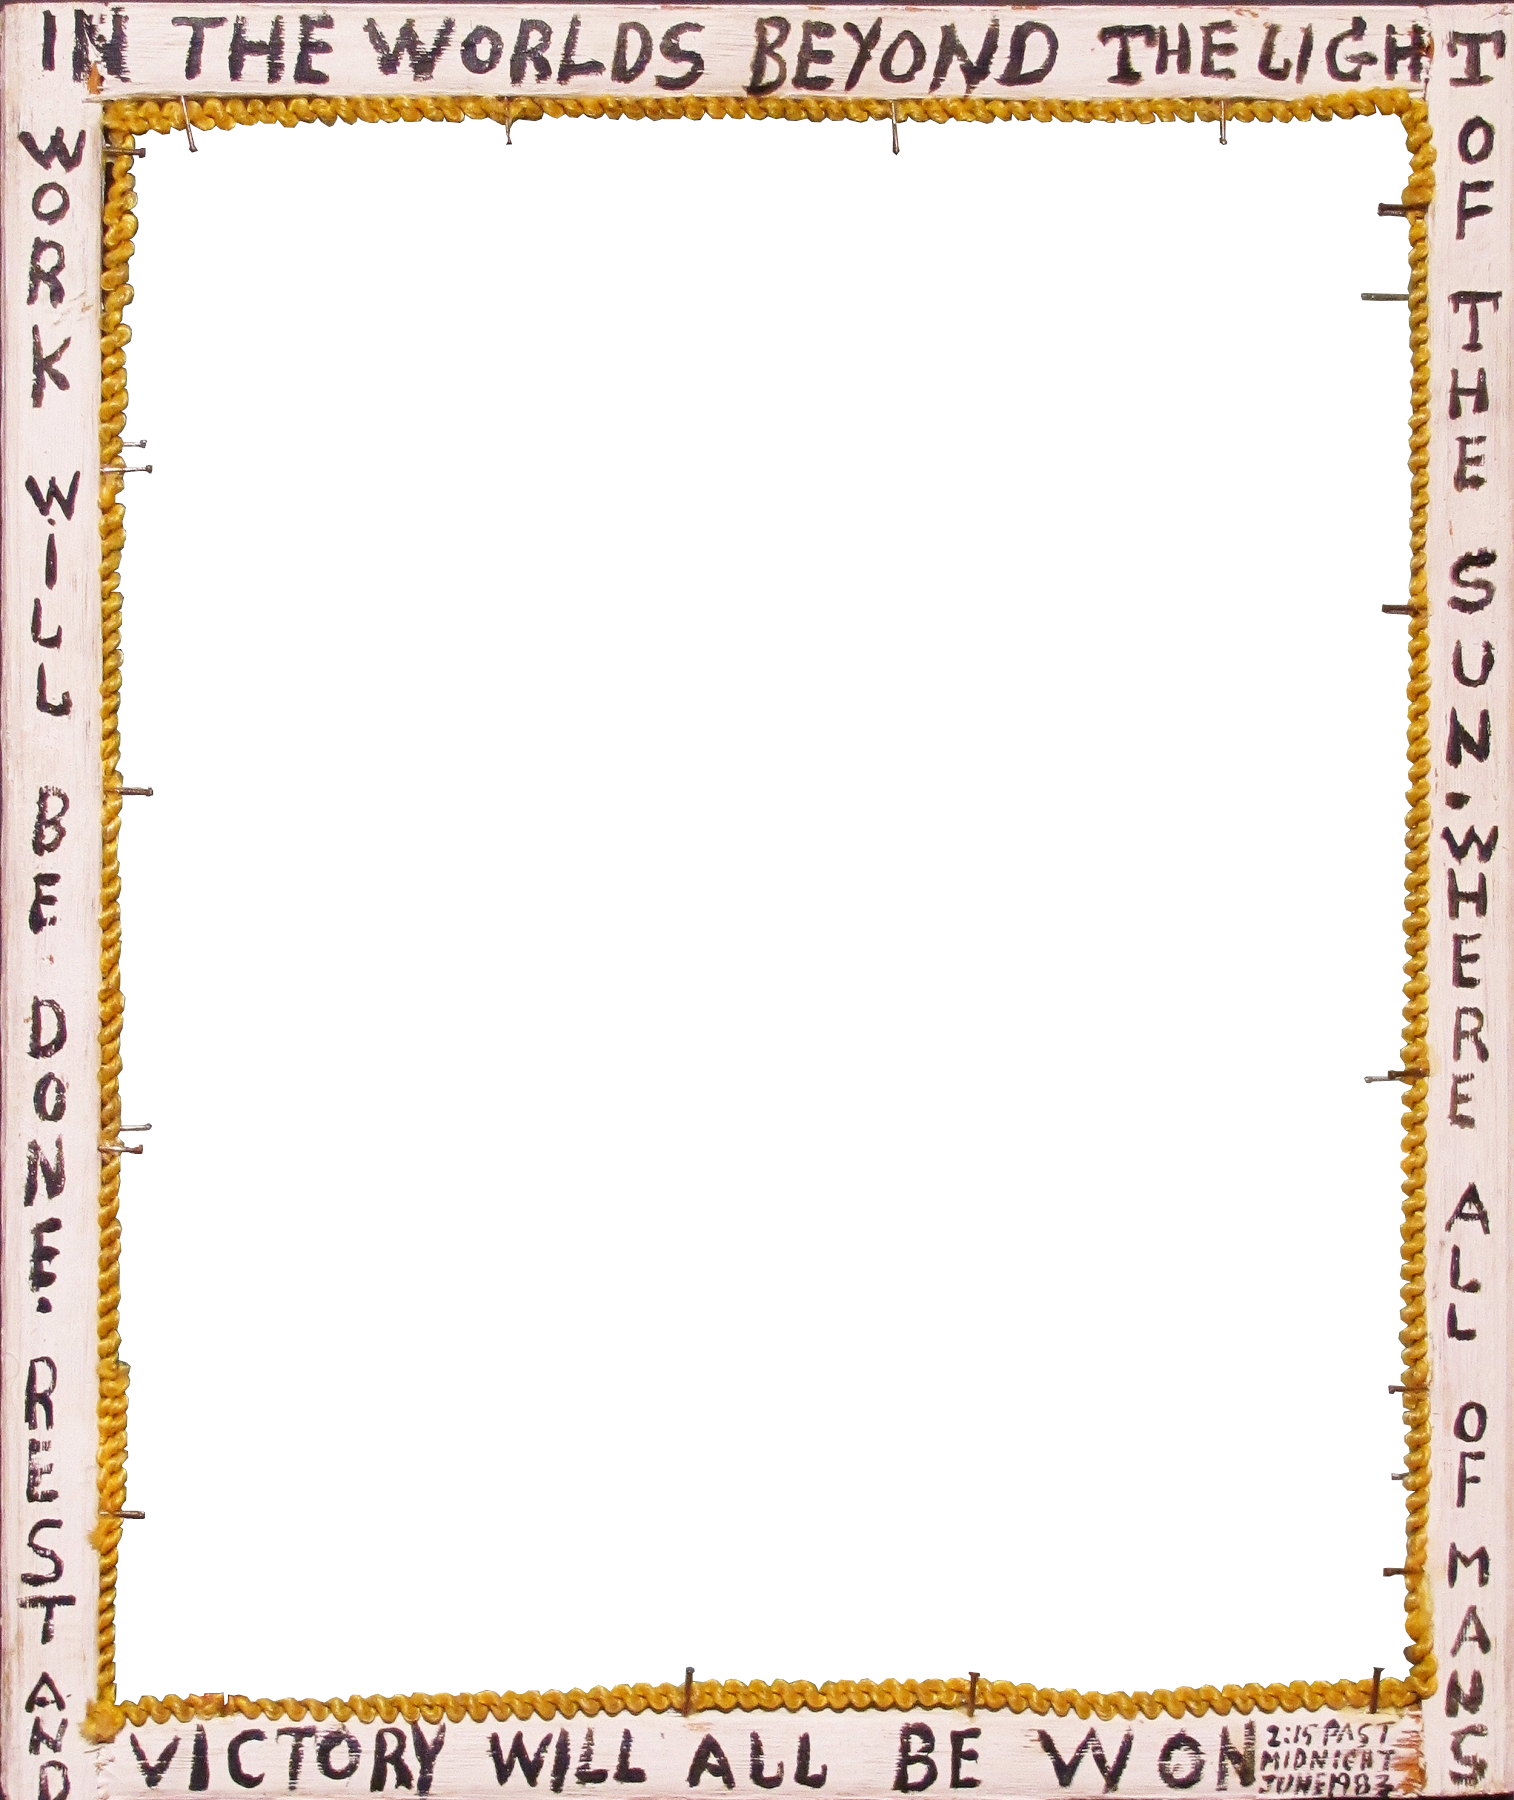 IN THE WORLDS BEYOND THE LIGHT
OF THE SUN. WHERE ALL OF MANS
WORK WILL BE DONE. REST AND
VICTORY WILL ALL BE WON
2:15 PAST
MIDNIGHT
JUNE 1983